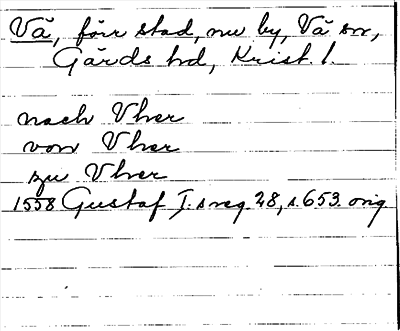 Vä, förr stad, nu by, Vä sn,
Gärds hd, Krist. l.
nach Vher
von Vher
zu Vher
1558 Gustaf I:s reg. 28, s. 653. orig